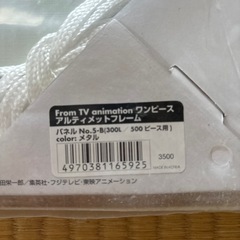 From TV animation ワンピース
アルティメットフレーム
パネル No.5-B(300L / 500 ピース用)
color: メタル
4970381165925
3500
田栄一郎／集英社・フジテレビ・東映アニメーション